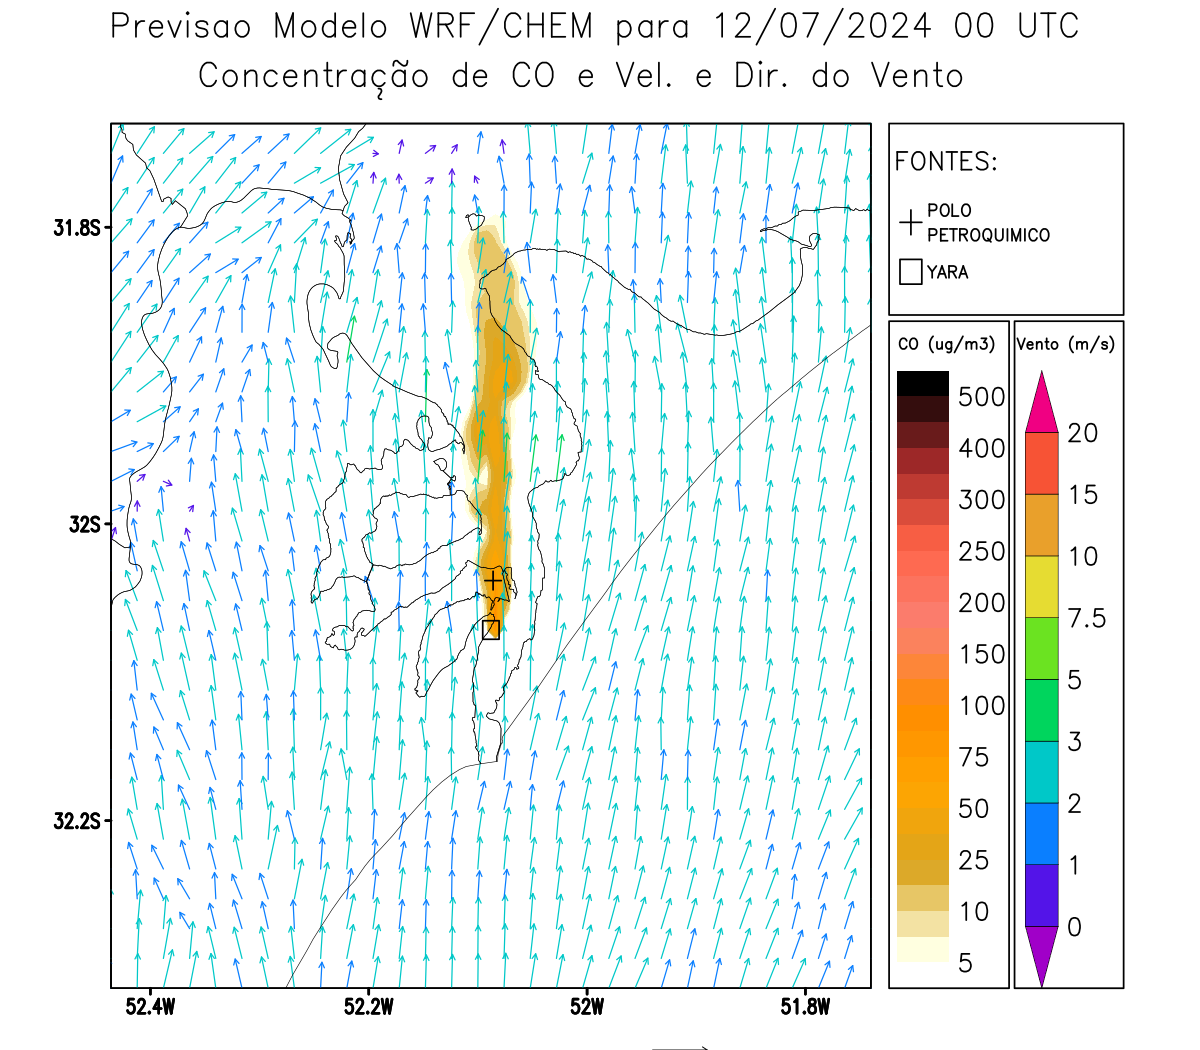 Previsao Modelo WRF/CHEM para 12/07/2024 00 UTC
Concentração de CO e Vel. e Dir. do Vento
FONTES:
POLO
PETROQUIMICO
YARA
CO (ug/m3)
500
400
300
250
200
150
100
75
50
25
10
5
Vento (m/s)
20
15
10
7.5
5
3
2
1
0
31.8S
32S
32.2S
52.4W
52.2W
52W
51.8W